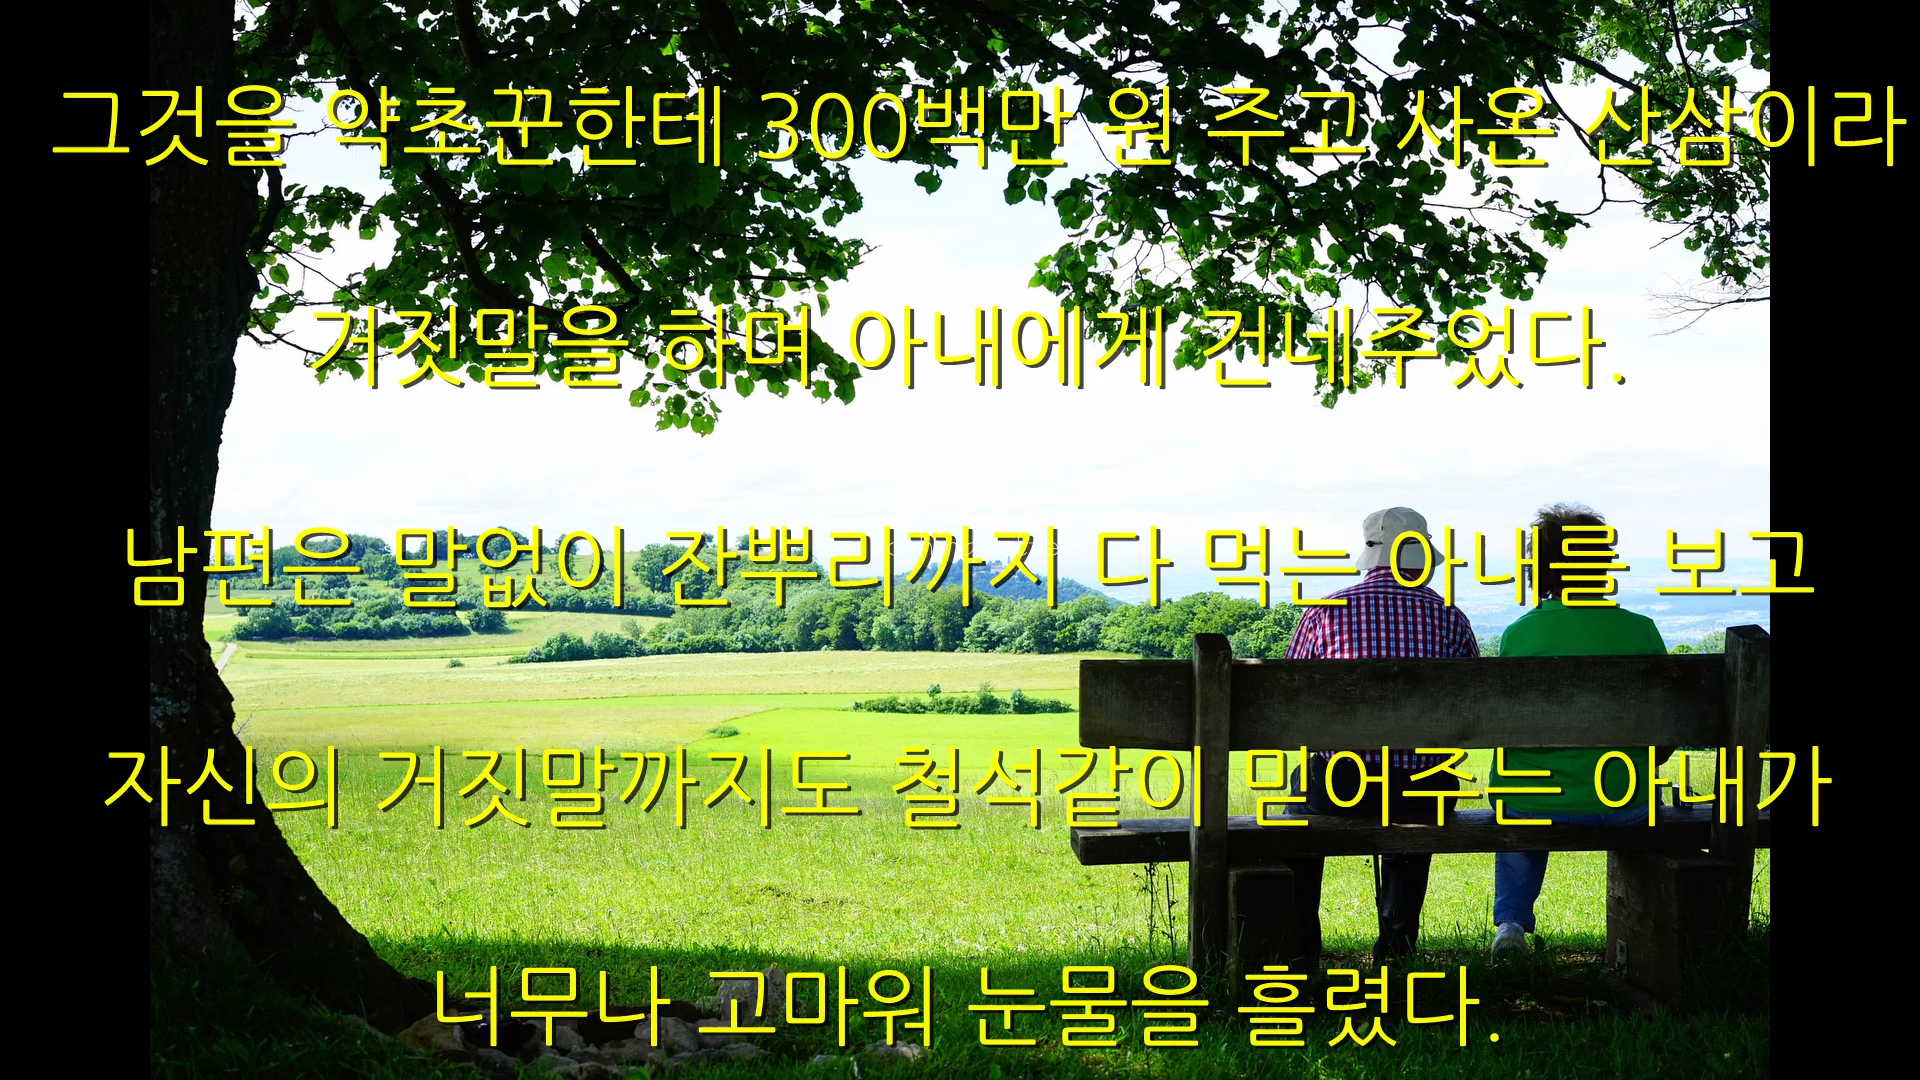 그것을 약초꾼한테 300백만 원 주고 사온 산삼이라
거짓말을 하며 아내에게 건네주었다.
남편은 말없이 잔뿌리까지 다 먹는 아내를 보고
자신의 거짓말까지도 철석같이 믿어주는 아내가
너무나 고마워 눈물을 흘렸다.